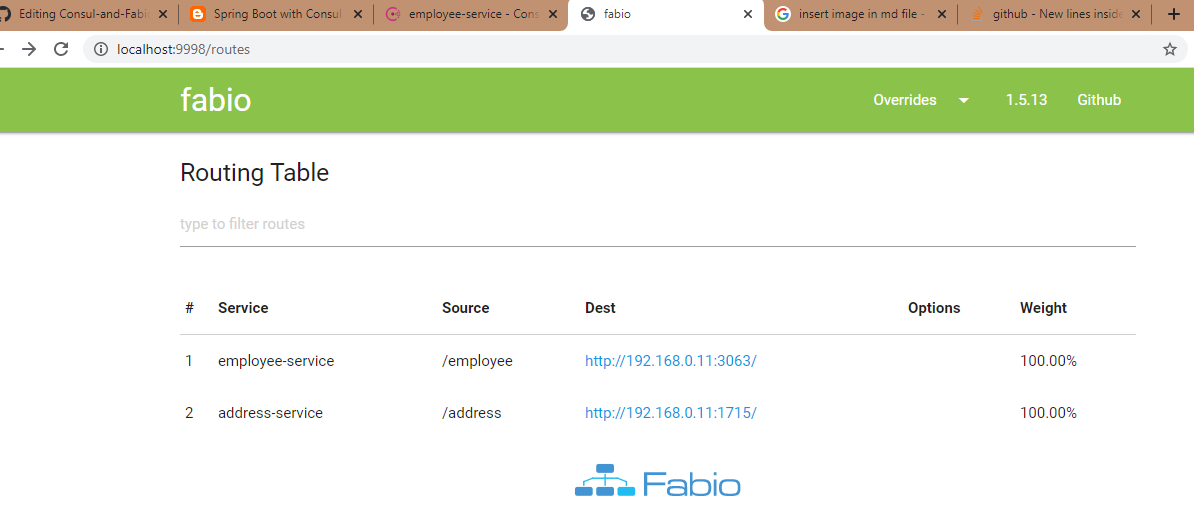 Editing Consul-and-Fabi
Spring Boot with Consul
employee-service - Cons
fabio
insert image in md file -
github - New lines inside
localhost:9998/routes
fabio
Overrides
1.5.13
Github
Routing Table
type to filter routes
# Service Source Dest Options Weight
1 employee-service /employee http://192.168.0.11:3063/ 100.00%
2 address-service /address http://192.168.0.11:1715/ 100.00%
Fabio